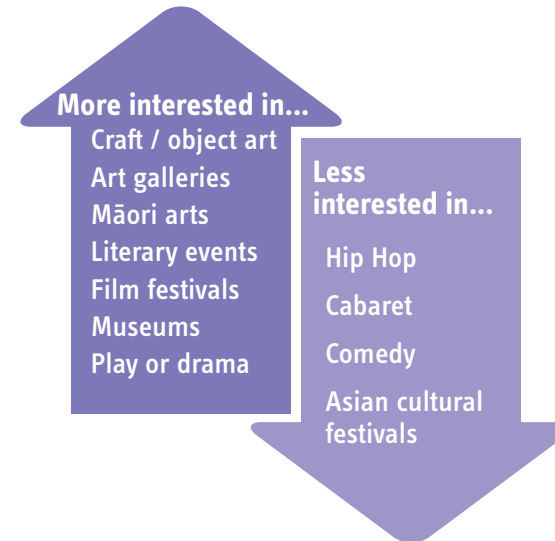 More interested in...
Craft / object art
Art galleries
Māori arts
Literary events
Film festivals
Museums
Play or drama
Less
interested in...
Hip Hop
Cabaret
Comedy
Asian cultural
festivals